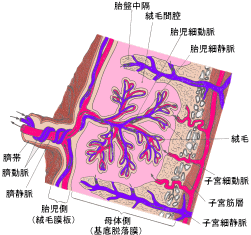 胎盤中隔
絨毛間腔
胎児細動脈
胎児細静脈
絨毛
臍帯
臍動脈
臍静脈
子宮細動脈
子宮筋層
子宮細静脈
胎児側
(絨毛膜板)
母体側
(基底脱落膜)